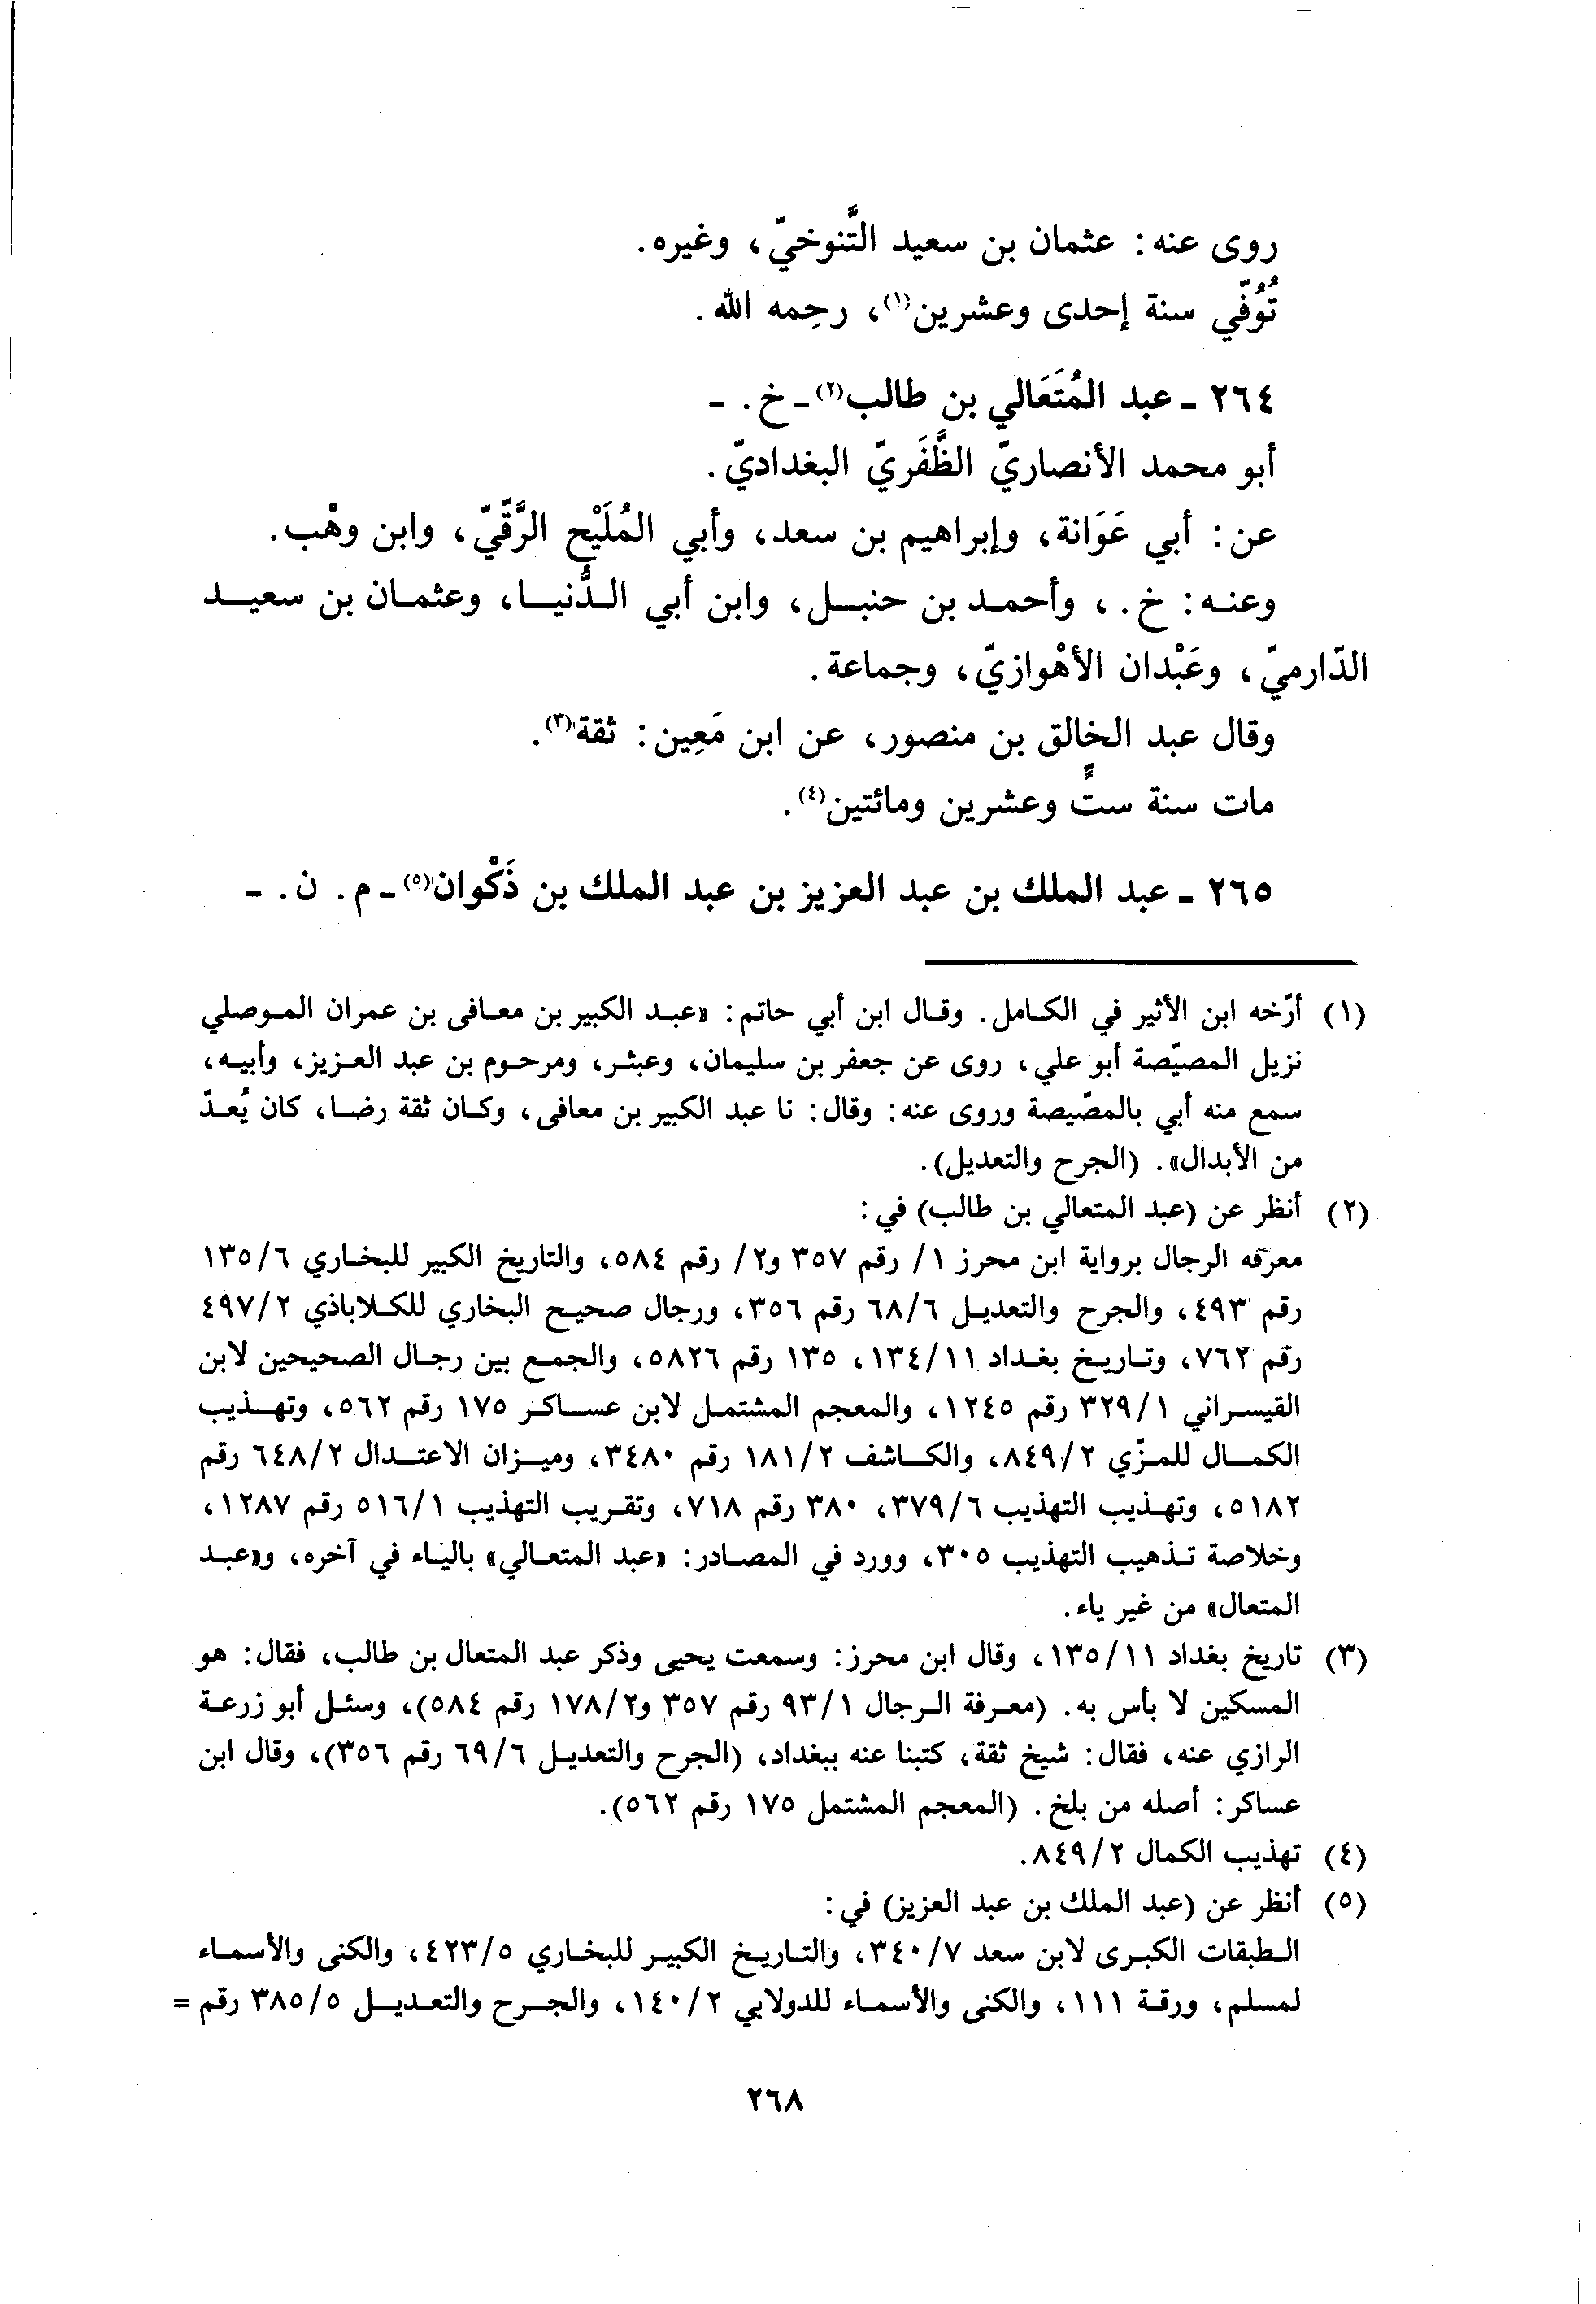 روى عنه: عثمان بن سعيد التَّنوخيّ، وغيره.
تُوُفّي سنة إحدى وعشرين(١)، رحِمه الله.
٢٦٤ - عبد المُتَعَالي بن طالب(٢) - خ. -
أبو محمد الأنصاريّ الظَّفَريّ البغداديّ.
عن: أبي عَوَانة، وإبراهيم بن سعد، وأبي المُلَيْح الرَّقّيّ، وابن وهْب.
وعنه: خ.، وأحمد بن حنبل، وابن أبي الدُّنيا، وعثمان بن سعيد
الدّارميّ، وعَبْدان الأهْوازيّ، وجماعة.
وقال عبد الخالق بن منصور، عن ابن مَعِين: ثقة(٣).
مات سنة ستٍّ وعشرين ومائتين(٤).
٢٦٥ - عبد الملك بن عبد العزيز بن عبد الملك بن ذَكْوان(٥) - م. ن. -
(١) أرّخه ابن الأثير في الكامل. وقال ابن أبي حاتم: «عبد الكبير بن معافى بن عمران الموصلي
نزيل المصيّصة أبو علي، روى عن جعفر بن سليمان، وعبثر، ومرحوم بن عبد العزيز، وأبيه،
سمع منه أبي بالمصّيصة وروى عنه: وقال: نا عبد الكبير بن معافى، وكان ثقة رضا، كان يُعدّ
من الأبدال». (الجرح والتعديل).
(٢) أنظر عن (عبد المتعالي بن طالب) في:
معرفه الرجال برواية ابن محرز ١/ رقم ٣٥٧ و٢/ رقم ٥٨٤، والتاريخ الكبير للبخاري ٦/١٣٥
رقم ٤٩٣، والجرح والتعديل ٦/٦٨ رقم ٣٥٦، ورجال صحيح البخاري للكلاباذي ٢/٤٩٧
رقم ٧٦٢، وتاريخ بغداد ١١/١٣٤، ١٣٥ رقم ٥٨٢٦، والجمع بين رجال الصحيحين لابن
القيسراني ١/٣٢٩ رقم ١٢٤٥، والمعجم المشتمل لابن عساكر ١٧٥ رقم ٥٦٢، وتهذيب
الكمال للمزّي ٢/٨٤٩، والكاشف ٢/١٨١ رقم ٣٤٨٠، وميزان الاعتدال ٢/٦٤٨ رقم
٥١٨٢، وتهذيب التهذيب ٦/٣٧٩، ٣٨٠ رقم ٧١٨، وتقريب التهذيب ١/٥١٦ رقم ١٢٨٧،
وخلاصة تذهيب التهذيب ٣٠٥، وورد في المصادر: «عبد المتعالي» بالياء في آخره، و«عبد
المتعال» من غير ياء.
(٣) تاريخ بغداد ١١/١٣٥، وقال ابن محرز: وسمعت يحيى وذكر عبد المتعال بن طالب، فقال: هو
المسكين لا بأس به. (معرفة الرجال ١/٩٣ رقم ٣٥٧ و٢/١٧٨ رقم ٥٨٤)، وسئل أبو زرعة
الرازي عنه، فقال: شيخ ثقة، كتبنا عنه ببغداد، (الجرح والتعديل ٦/٦٩ رقم ٣٥٦)، وقال ابن
عساكر: أصله من بلخ. (المعجم المشتمل ١٧٥ رقم ٥٦٢).
(٤) تهذيب الكمال ٢/٨٤٩.
(٥) أنظر عن (عبد الملك بن عبد العزيز) في:
الطبقات الكبرى لابن سعد ٧/٣٤٠، والتاريخ الكبير للبخاري ٥/٤٢٣، والكنى والأسماء
لمسلم، ورقة ١١١، والكنى والأسماء للدولابي ٢/١٤٠، والجرح والتعديل ٥/٣٨٥ رقم =
٢٦٨